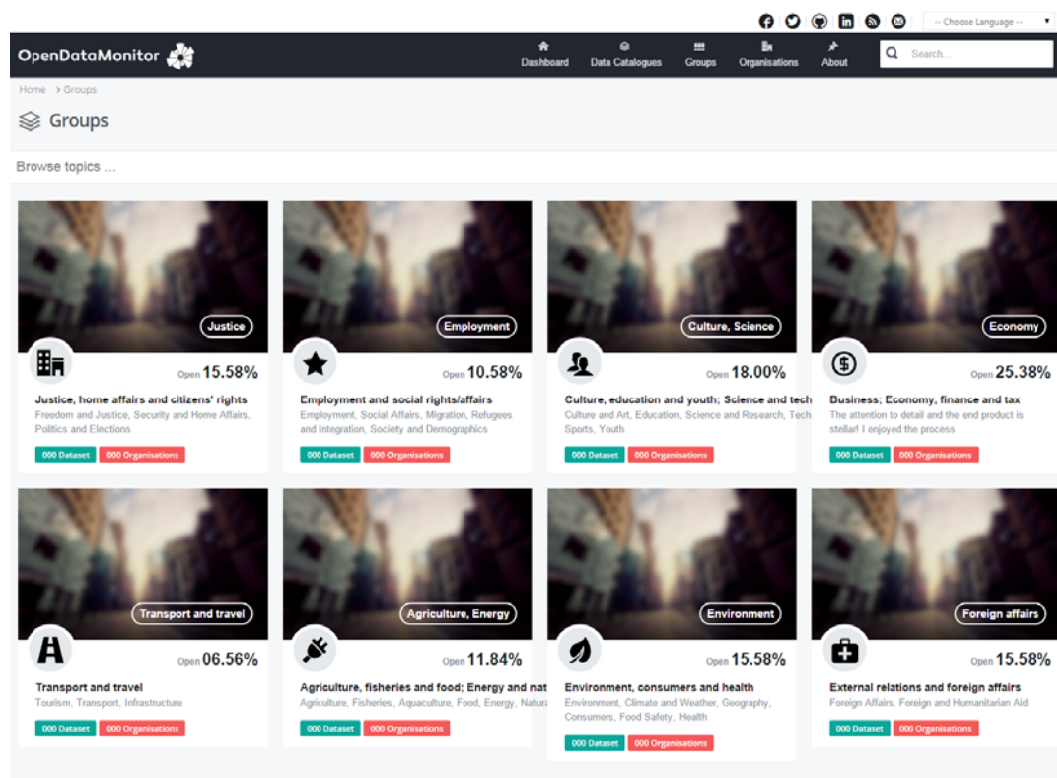 -- Choose Language --
OpenDataMonitor
Dashboard Data Catalogues Groups Organisations About
Search...
Home > Groups
Groups
Browse topics ...
Justice
Open 15.58%
Justice, home affairs and citizens' rights
Freedom and Justice, Security and Home Affairs,
Politics and Elections
000 Dataset 000 Organisations
Employment
Open 10.58%
Employment and social rights/affairs
Employment, Social Affairs, Migration, Refugees
and Integration, Society and Demographics
000 Dataset 000 Organisations
Culture, Science
Open 18.00%
Culture, education and youth; Science and tech
Culture and Art, Education, Science and Research, Tech
Sports, Youth
000 Dataset 000 Organisations
Economy
Open 25.38%
Business; Economy, finance and tax
The attention to detail and the end product is
stellar! I enjoyed the process
000 Dataset 000 Organisations
Transport and travel
Open 06.56%
Transport and travel
Tourism, Transport, Infrastructure
000 Dataset 000 Organisations
Agriculture, Energy
Open 11.84%
Agriculture, fisheries and food; Energy and nat
Agriculture, Fisheries, Aquaculture, Food, Energy, Natura
000 Dataset 000 Organisations
Environment
Open 15.58%
Environment, consumers and health
Environment, Climate and Weather, Geography,
Consumers, Food Safety, Health
000 Dataset 000 Organisations
Foreign affairs
Open 15.58%
External relations and foreign affairs
Foreign Affairs, Foreign and Humanitarian Aid
000 Dataset 000 Organisations